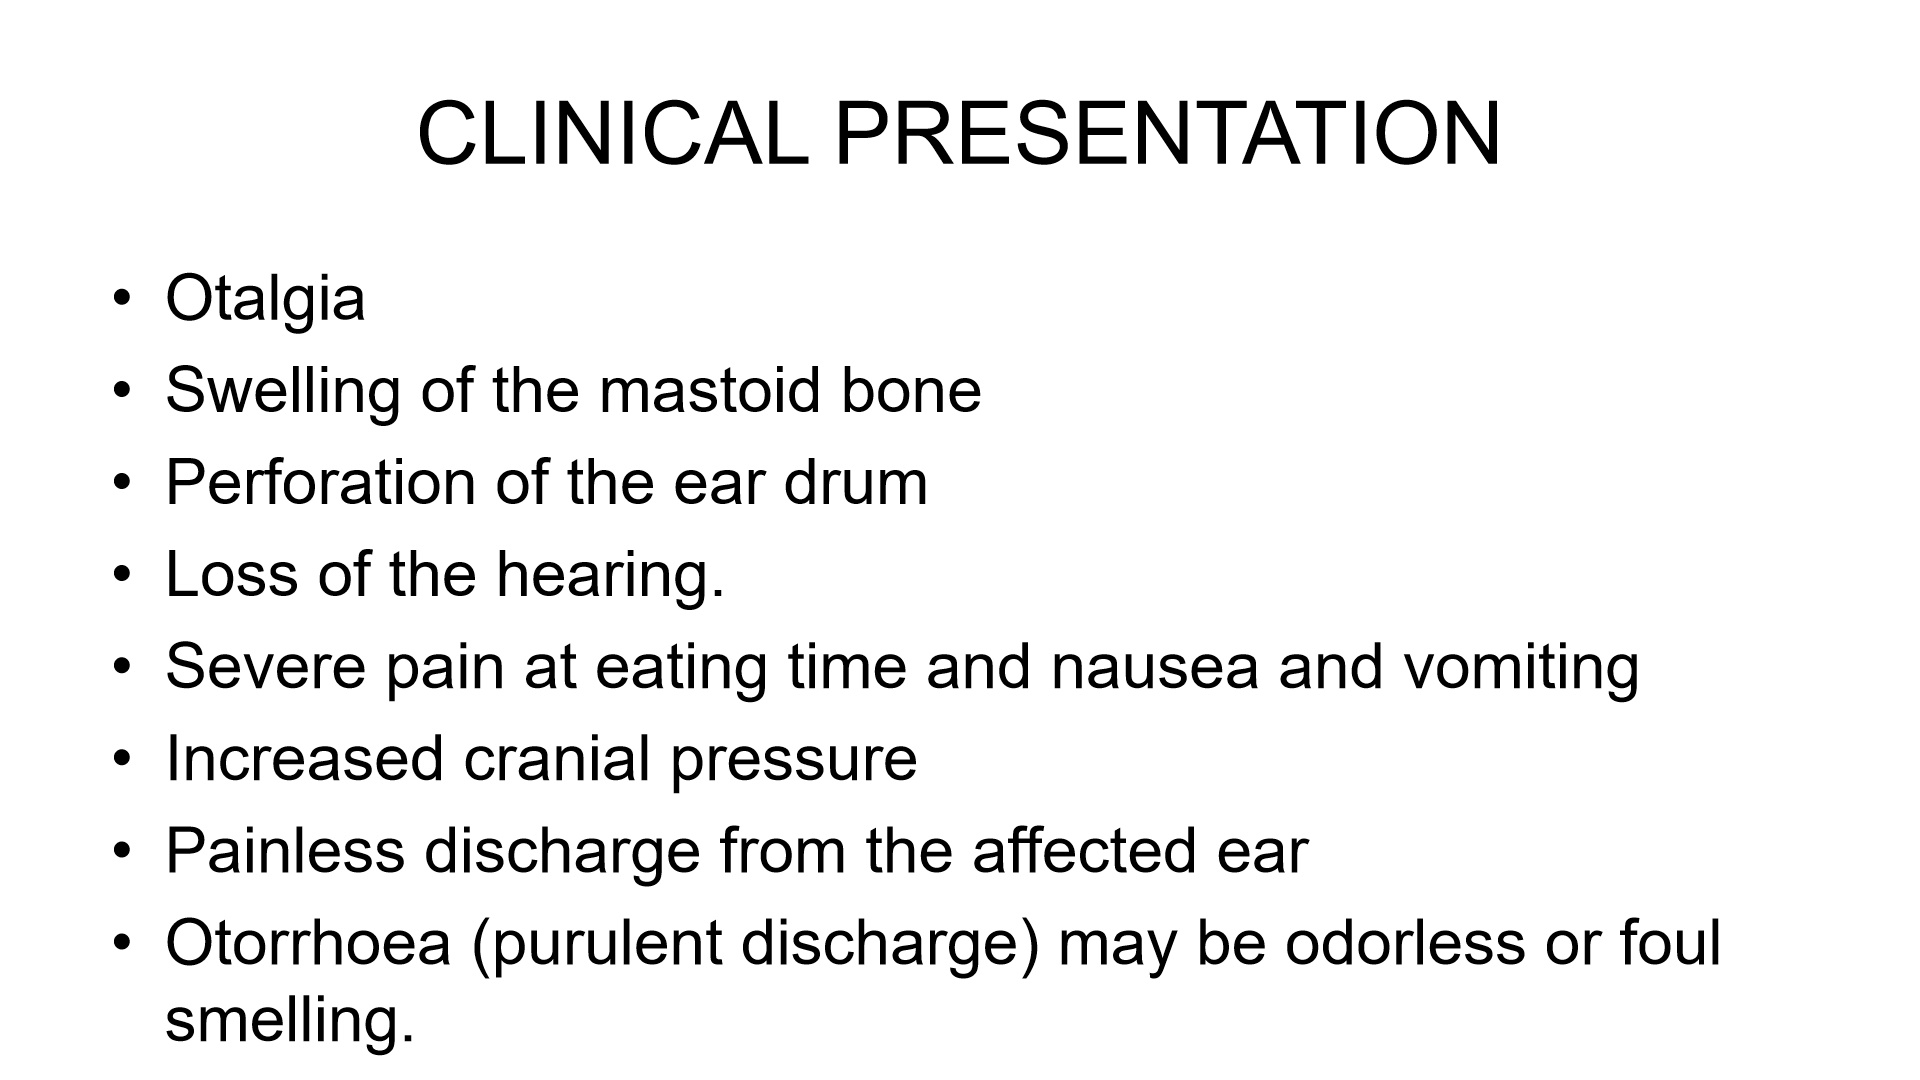 CLINICAL PRESENTATION
• Otalgia
• Swelling of the mastoid bone
• Perforation of the ear drum
• Loss of the hearing.
• Severe pain at eating time and nausea and vomiting
• Increased cranial pressure
• Painless discharge from the affected ear
• Otorrhoea (purulent discharge) may be odorless or foul
smelling.